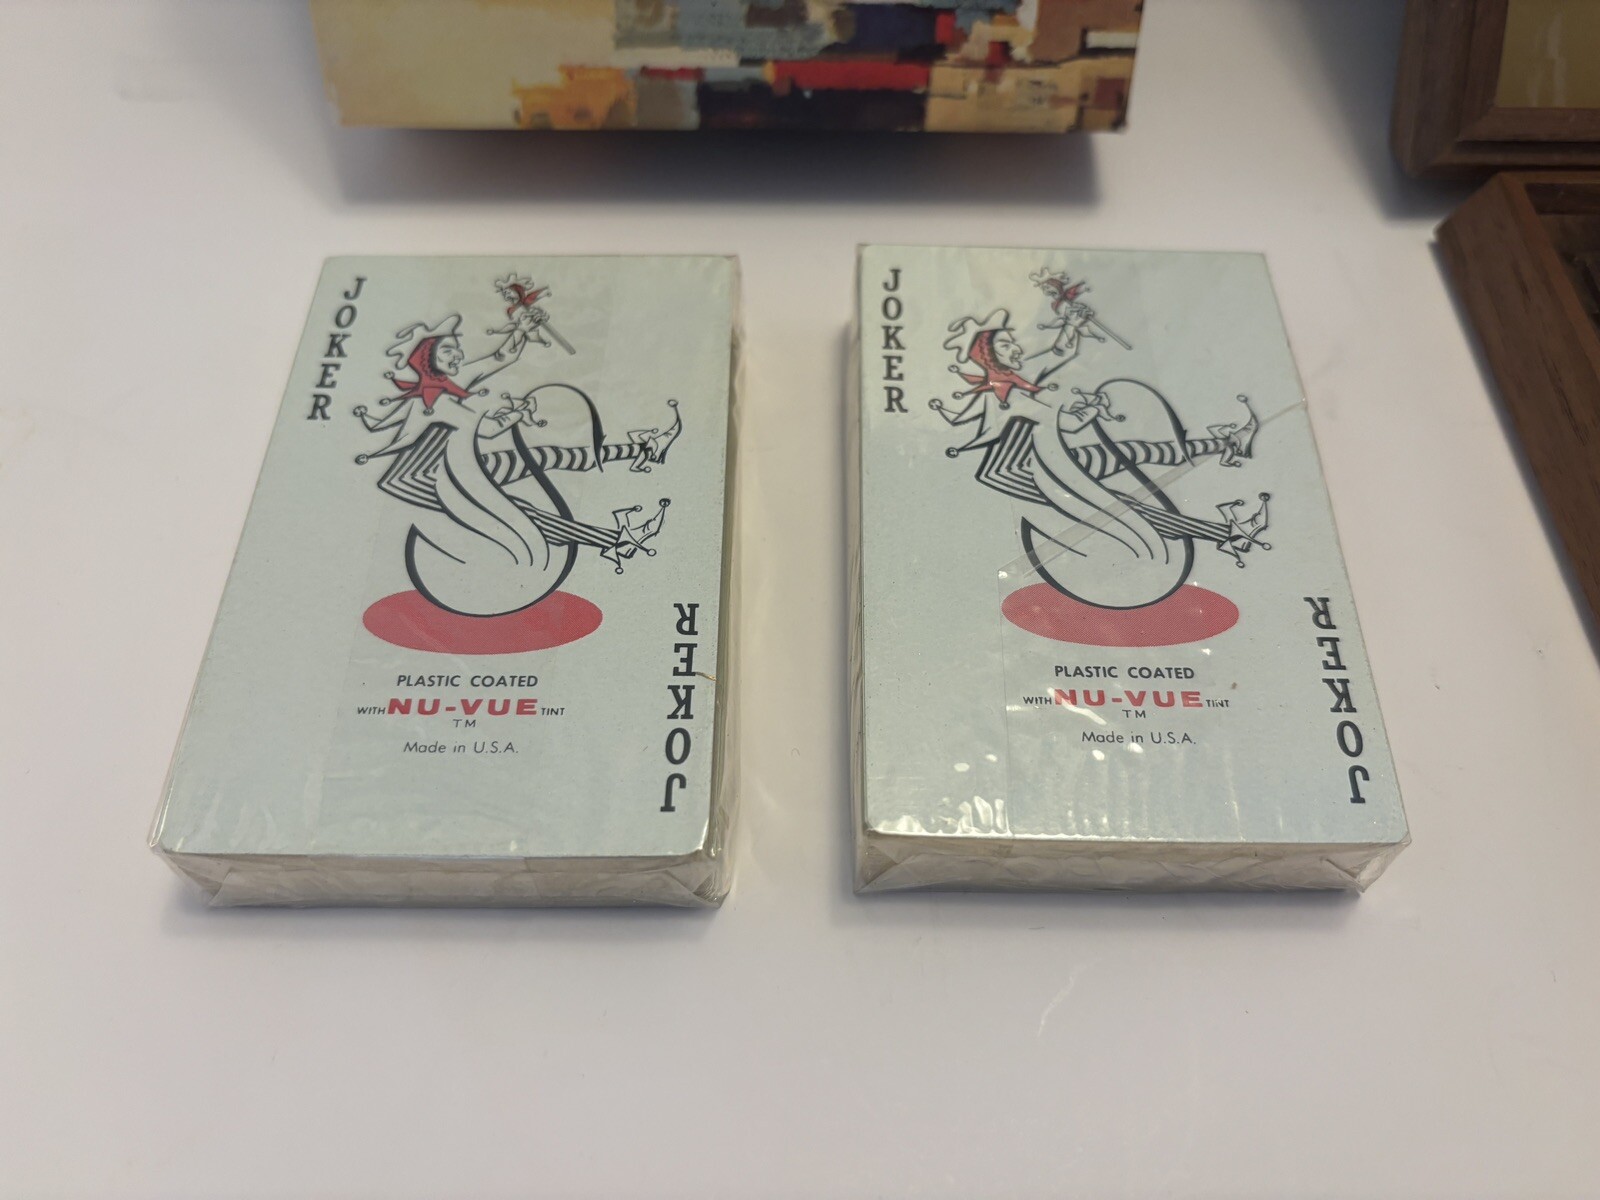 JOKER
PLASTIC COATED
WITH NU-VUE TINT
TM
Made in U.S.A.
JOKER
JOKER
PLASTIC COATED
WITH NU-VUE TINT
TM
Made in U.S.A.
JOKER